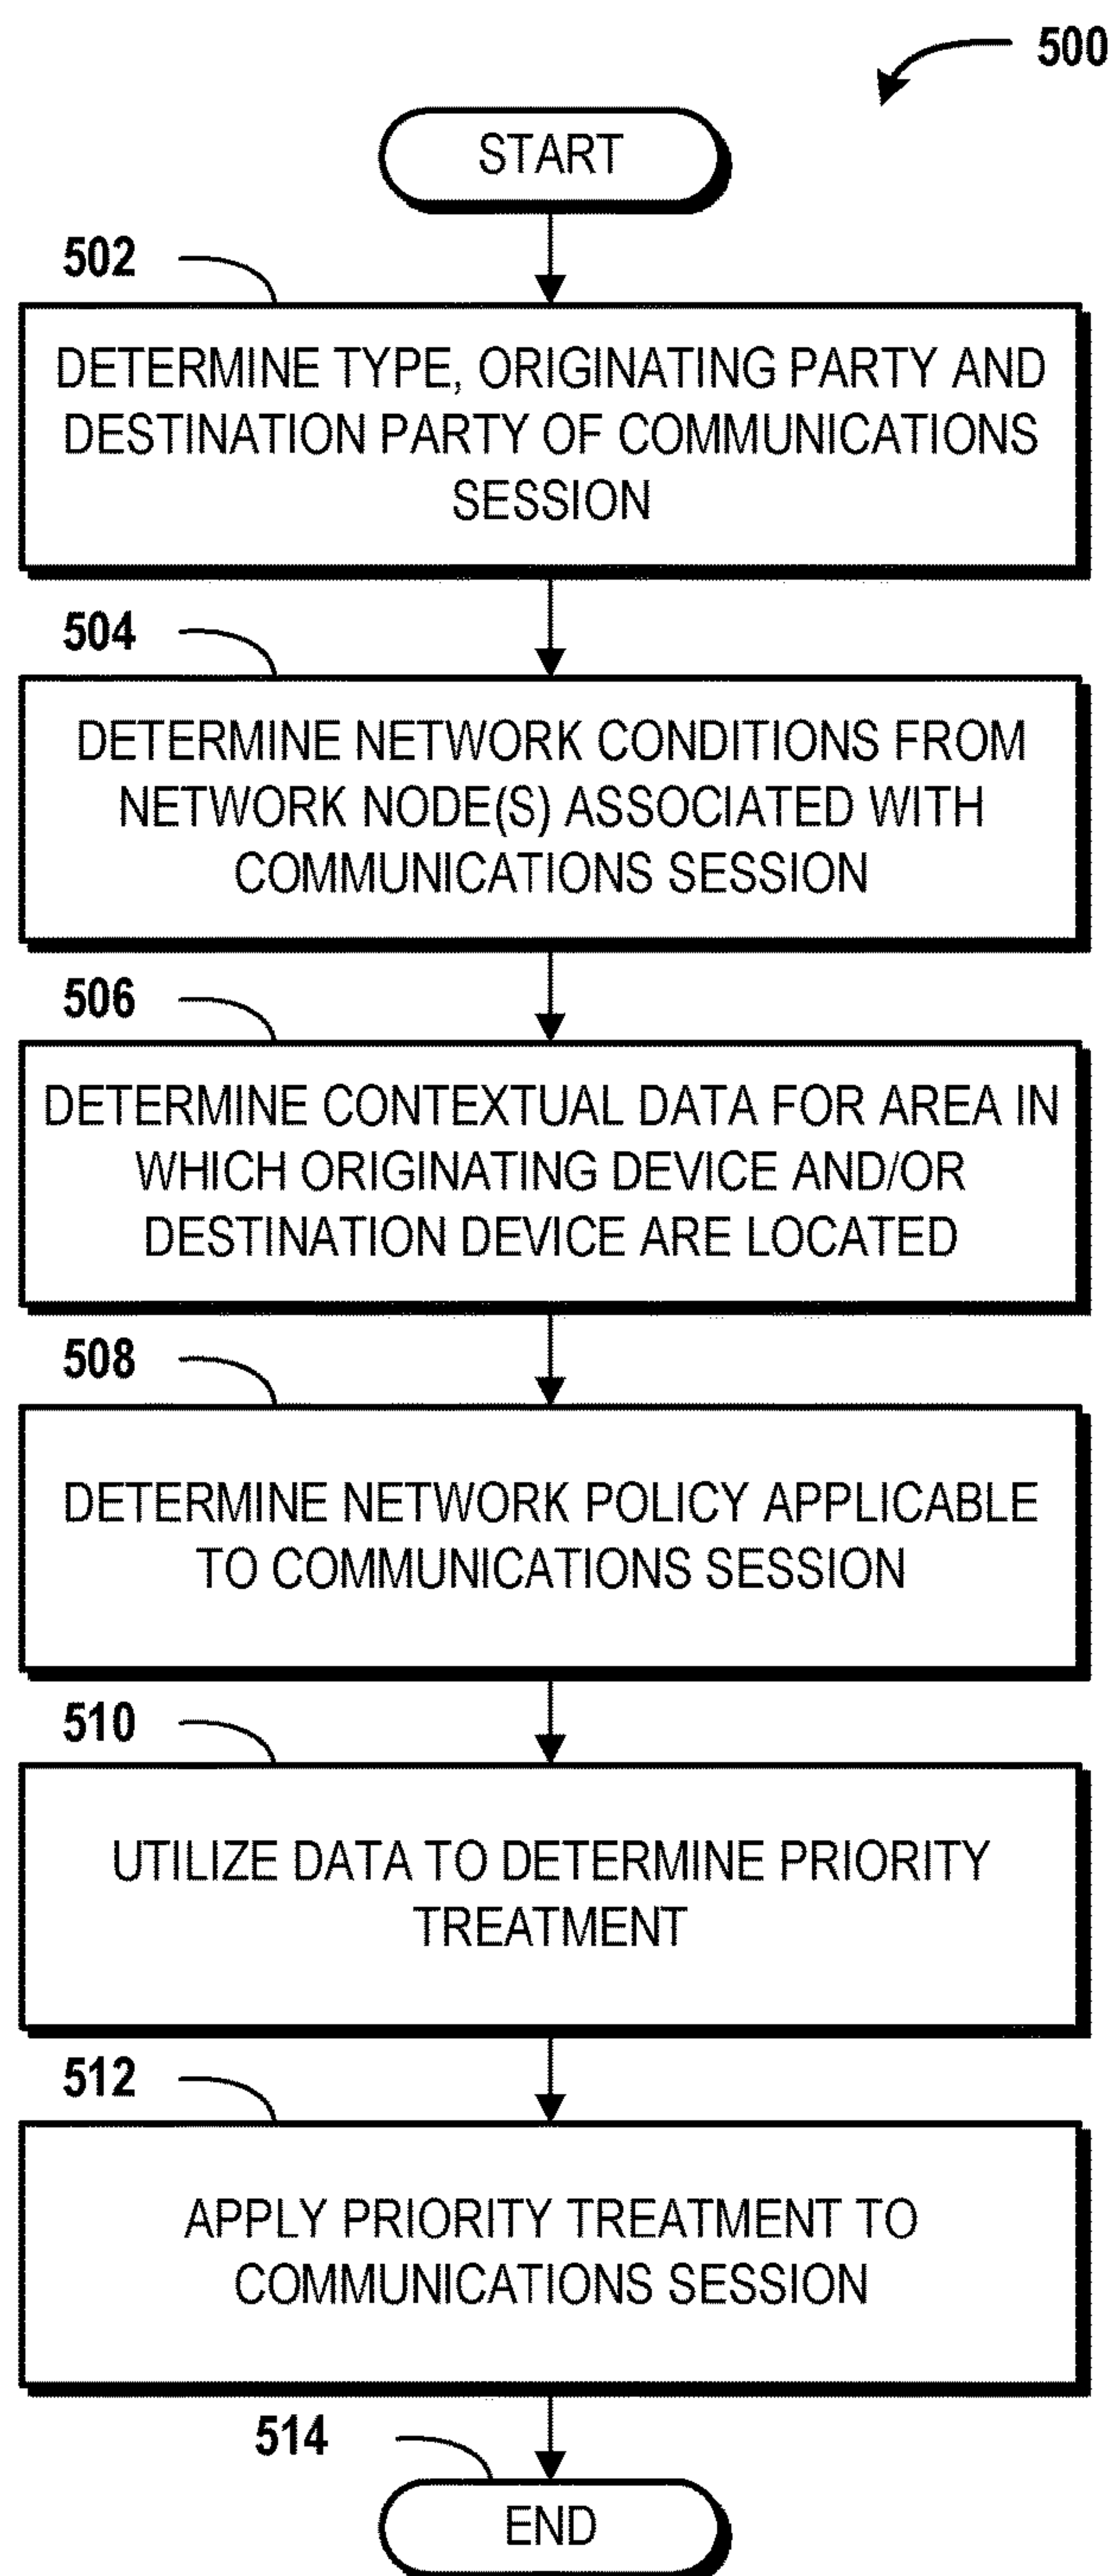 500
START
502
DETERMINE TYPE, ORIGINATING PARTY AND
DESTINATION PARTY OF COMMUNICATIONS
SESSION
504
DETERMINE NETWORK CONDITIONS FROM
NETWORK NODE(S) ASSOCIATED WITH
COMMUNICATIONS SESSION
506
DETERMINE CONTEXTUAL DATA FOR AREA IN
WHICH ORIGINATING DEVICE AND/OR
DESTINATION DEVICE ARE LOCATED
508
DETERMINE NETWORK POLICY APPLICABLE
TO COMMUNICATIONS SESSION
510
UTILIZE DATA TO DETERMINE PRIORITY
TREATMENT
512
APPLY PRIORITY TREATMENT TO
COMMUNICATIONS SESSION
514
END